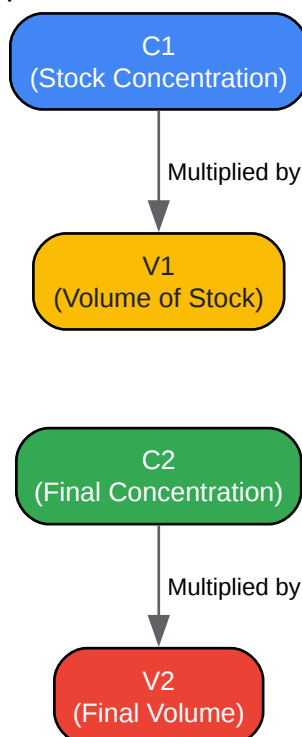 C1
(Stock Concentration)
Multiplied by
V1
(Volume of Stock)
C2
(Final Concentration)
Multiplied by
V2
(Final Volume)